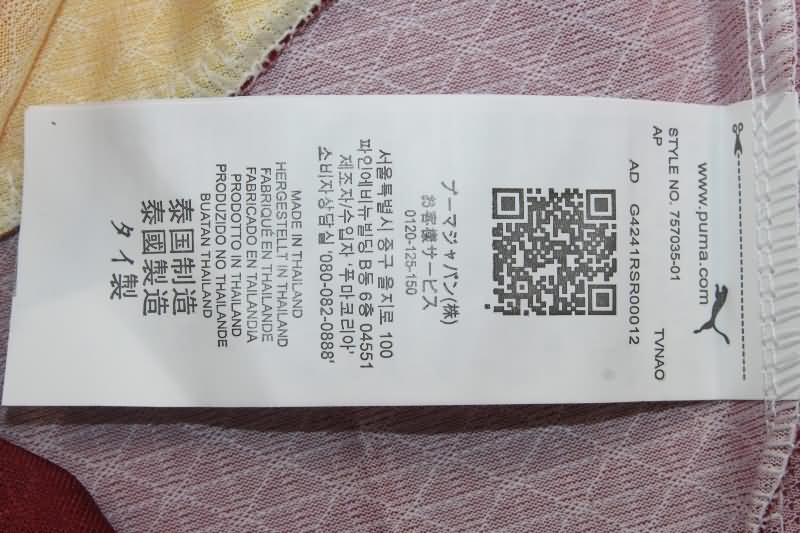 www.puma.com
STYLE NO. 757035-01 TVNAO
AP
AD G4241RSR00012
プーマジャパン(株)
お客様サービス
0120-125-150
서울특별시 중구 을지로 100
파인에비뉴빌딩 B동 6층 04551
제조자/수입자 '푸마코리아'
소비자상담실 '080-082-0888'
MADE IN THAILAND
HERGESTELLT IN THAILAND
FABRIQUÉ EN THAÏLANDE
FABRICADO EN TAILANDIA
PRODOTTO IN THAILAND
PRODUZIDO NO THAILANDE
BUATAN THAILAND
泰国制造
泰國製造
タイ製